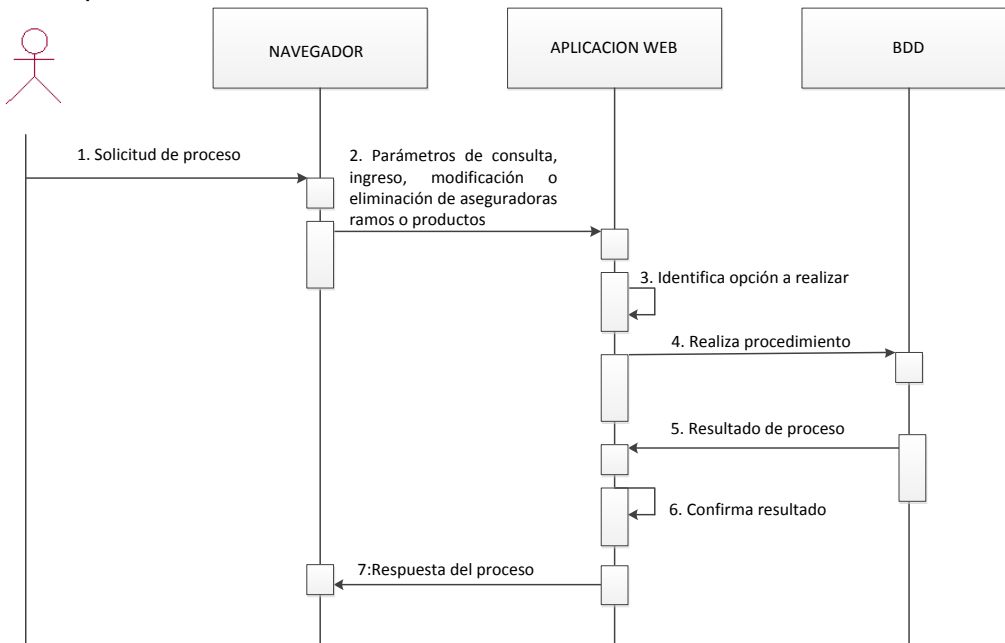 NAVEGADOR
APLICACION WEB
BDD
1. Solicitud de proceso
2. Parámetros de consulta,
ingreso, modificación o
eliminación de aseguradoras
ramos o productos
3. Identifica opción a realizar
4. Realiza procedimiento
5. Resultado de proceso
6. Confirma resultado
7:Respuesta del proceso